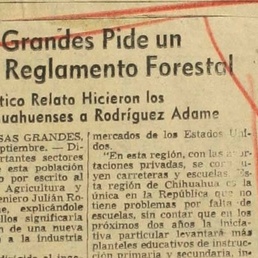 Grandes Pide un
Reglamento Forestal
tico Relato Hicieron los
uahuenses a Rodríguez Adame
SAS GRANDES,
eptiembre. — Di-
ortantes sectores
e esta población
o por escrito al
Agricultura y
eniero Julián Ro-
e, explicándole
llos significaría
n de una nueva
o a la industria
mercados de los Estados Uni-
dos.
"En esta región, con las apor-
taciones privadas, se
yen carreteras y escuelas. Es-
ta región de Chihuahua es la
única en la República que no
tiene problemas por falta de
escuelas, sin contar que en los
próximos dos años la inicia-
tiva particular levantará más
planteles educativos de instruc-
ción primaria y secundaria, in-